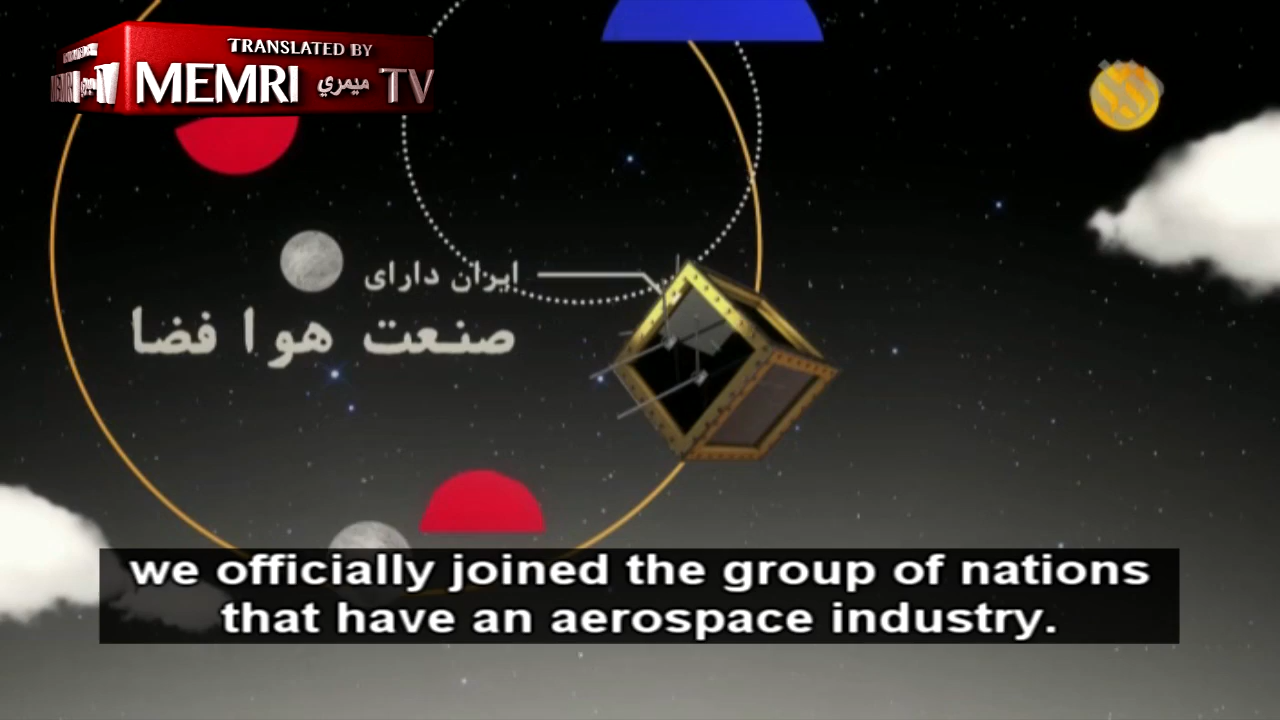 TRANSLATED BY
MEMRI ميمري TV
ایران دارای
صنعت هوا فضا
we officially joined the group of nations
that have an aerospace industry.